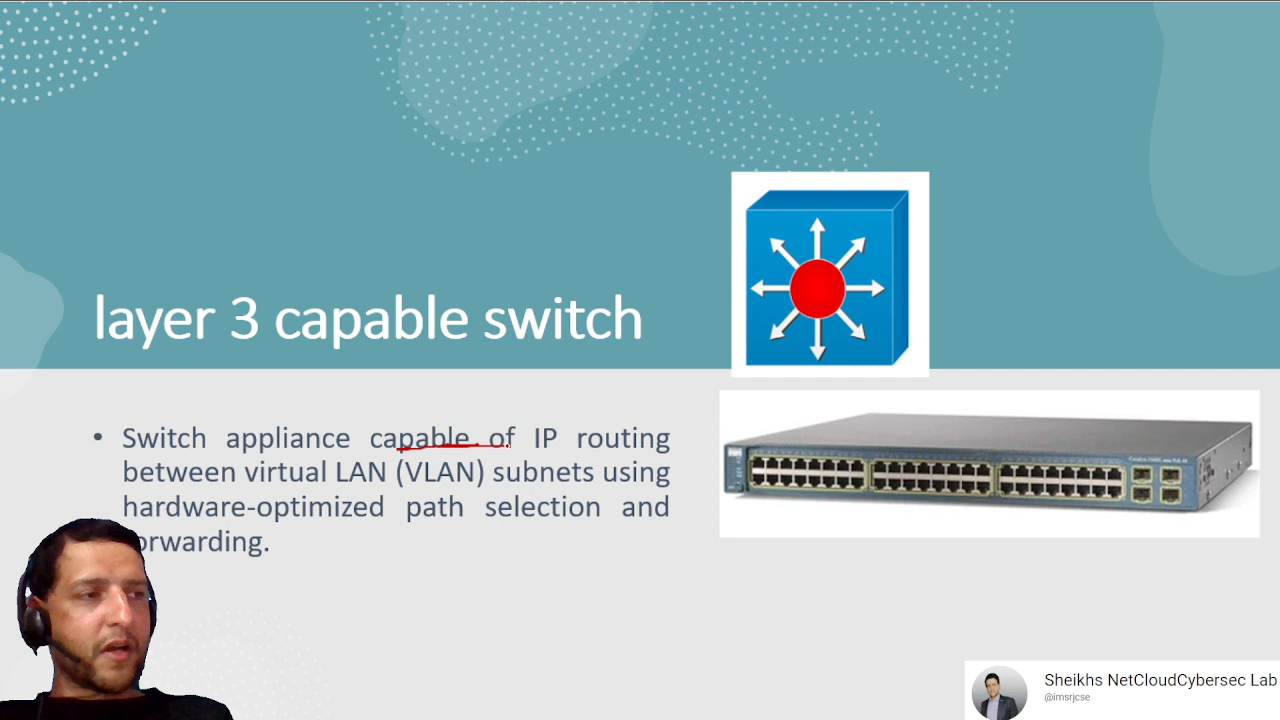 layer 3 capable switch
• Switch appliance capable of IP routing
between virtual LAN (VLAN) subnets using
hardware-optimized path selection and
orwarding.
Sheikhs NetCloudCybersec Lab
@imsrjcse